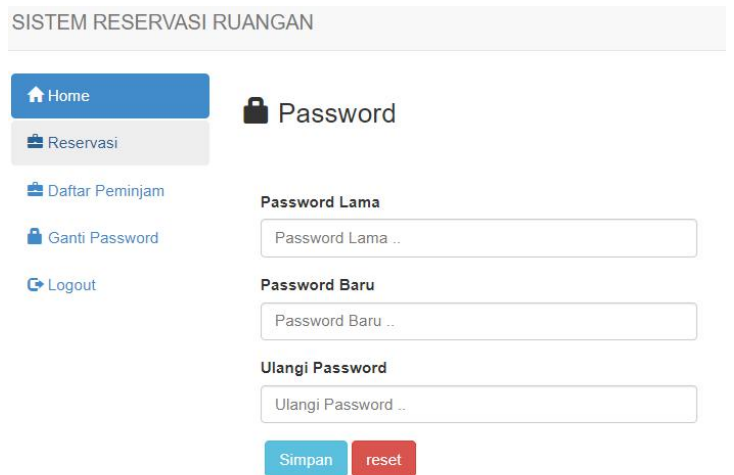 SISTEM RESERVASI RUANGAN
Home
Reservasi
Daftar Peminjam
Ganti Password
Logout
Password
Password Lama
Password Lama ..
Password Baru
Password Baru ..
Ulangi Password
Ulangi Password ..
Simpan
reset